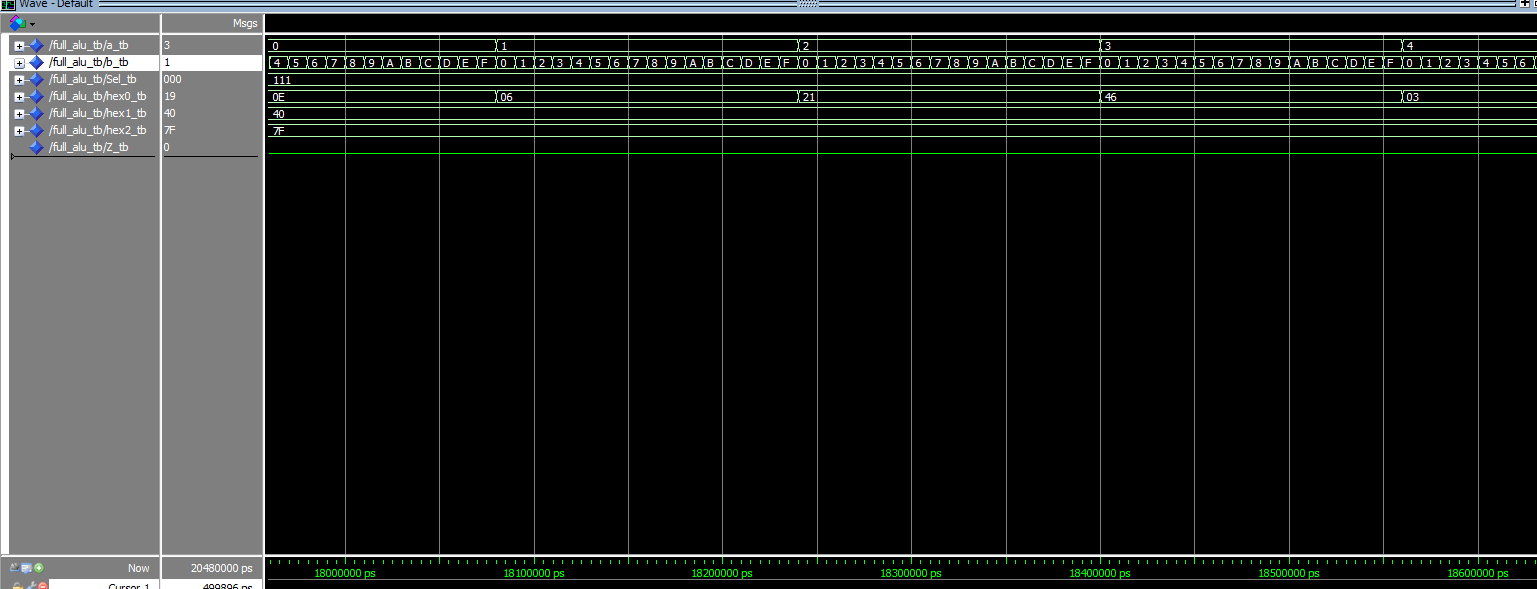 Wave - Default
Msgs
/full_alu_tb/a_tb 3 0 1 2 3 4
/full_alu_tb/b_tb 1 4 5 6 7 8 9 A B C D E F 0 1 2 3 4 5 6 7 8 9 A B C D E F 0 1 2 3 4 5 6 7 8 9 A B C D E F 0 1 2 3 4 5 6 7 8 9 A B C D E F 0 1 2 3 4 5 6
/full_alu_tb/Sel_tb 000 111
/full_alu_tb/hex0_tb 19 0E 06 21 46 03
/full_alu_tb/hex1_tb 40 40
/full_alu_tb/hex2_tb 7F 7F
/full_alu_tb/Z_tb 0
Now 20480000 ps 18000000 ps 18100000 ps 18200000 ps 18300000 ps 18400000 ps 18500000 ps 18600000 ps
Cursor 1 499896 ps